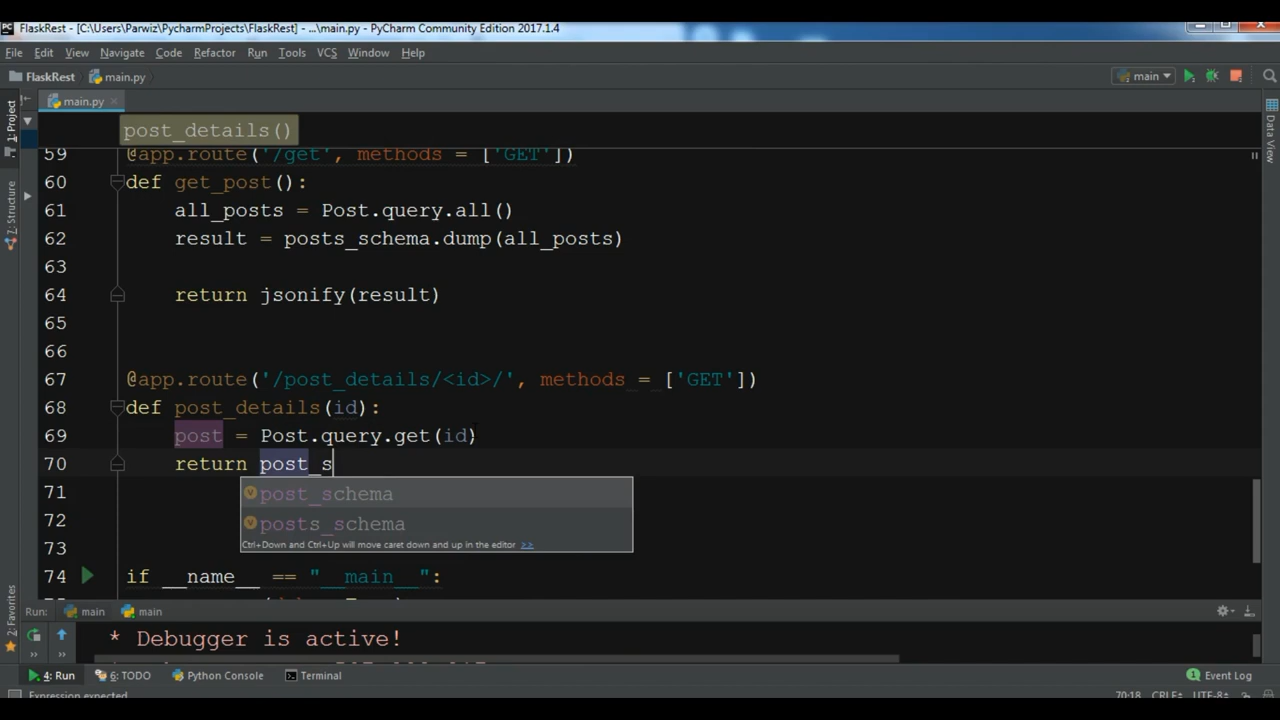 FlaskRest - [C:\Users\Parwiz\PycharmProjects\FlaskRest] - ...\main.py - PyCharm Community Edition 2017.1.4
File Edit View Navigate Code Refactor Run Tools VCS Window Help
FlaskRest main.py main
main.py
post_details()
59 @app.route('/get', methods = ['GET'])
60 def get_post():
61 all_posts = Post.query.all()
62 result = posts_schema.dump(all_posts)
63
64 return jsonify(result)
65
66
67 @app.route('/post_details/<id>/', methods = ['GET'])
68 def post_details(id):
69 post = Post.query.get(id)
70 return post_s
71 post_schema
72 posts_schema
73 Ctrl+Down and Ctrl+Up will move caret down and up in the editor >>
74 if __name__ == "__main__":
Run: main main
* Debugger is active!
4: Run 6: TODO Python Console Terminal 1 Event Log
Expression expected 70:18 CRLF÷ UTF-8÷
1: Project
7: Structure
2: Favorites
Data View